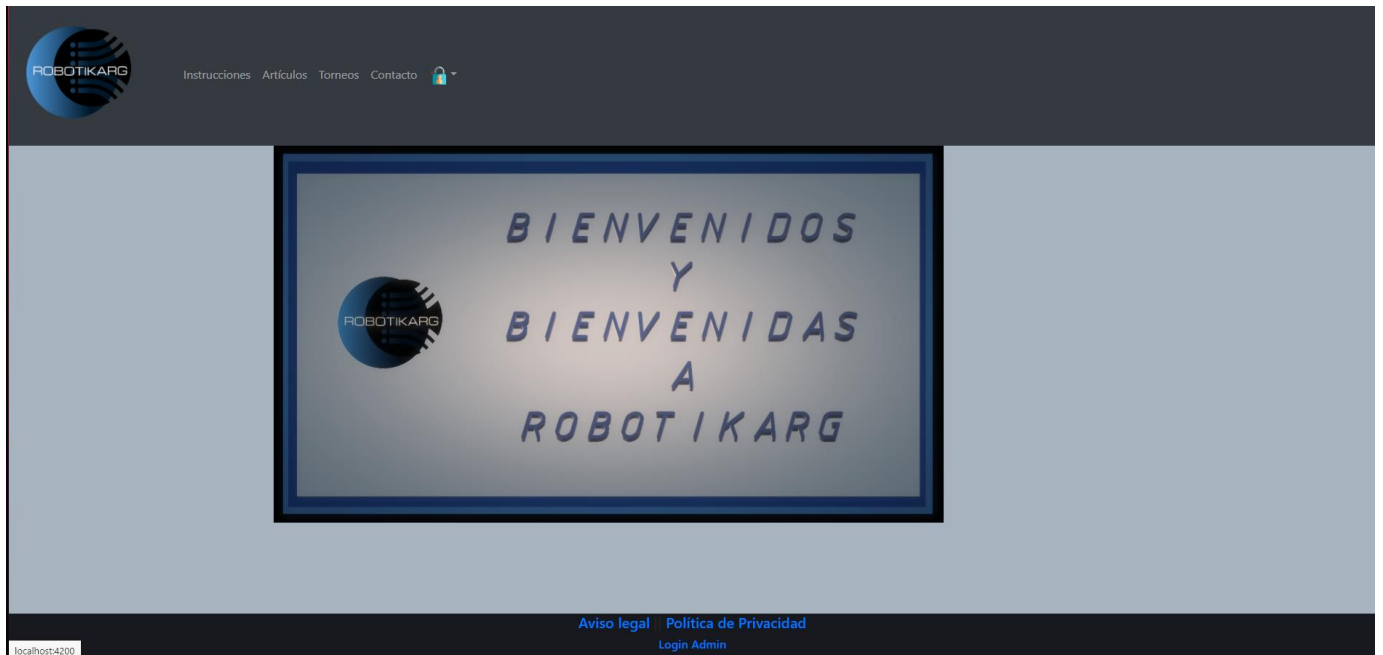 ROBOTIKARG
Instrucciones Artículos Torneos Contacto
BIENVENIDOS
Y
BIENVENIDAS
A
ROBOTIKARG
ROBOTIKARG
Aviso legal || Política de Privacidad
Login Admin
localhost:4200